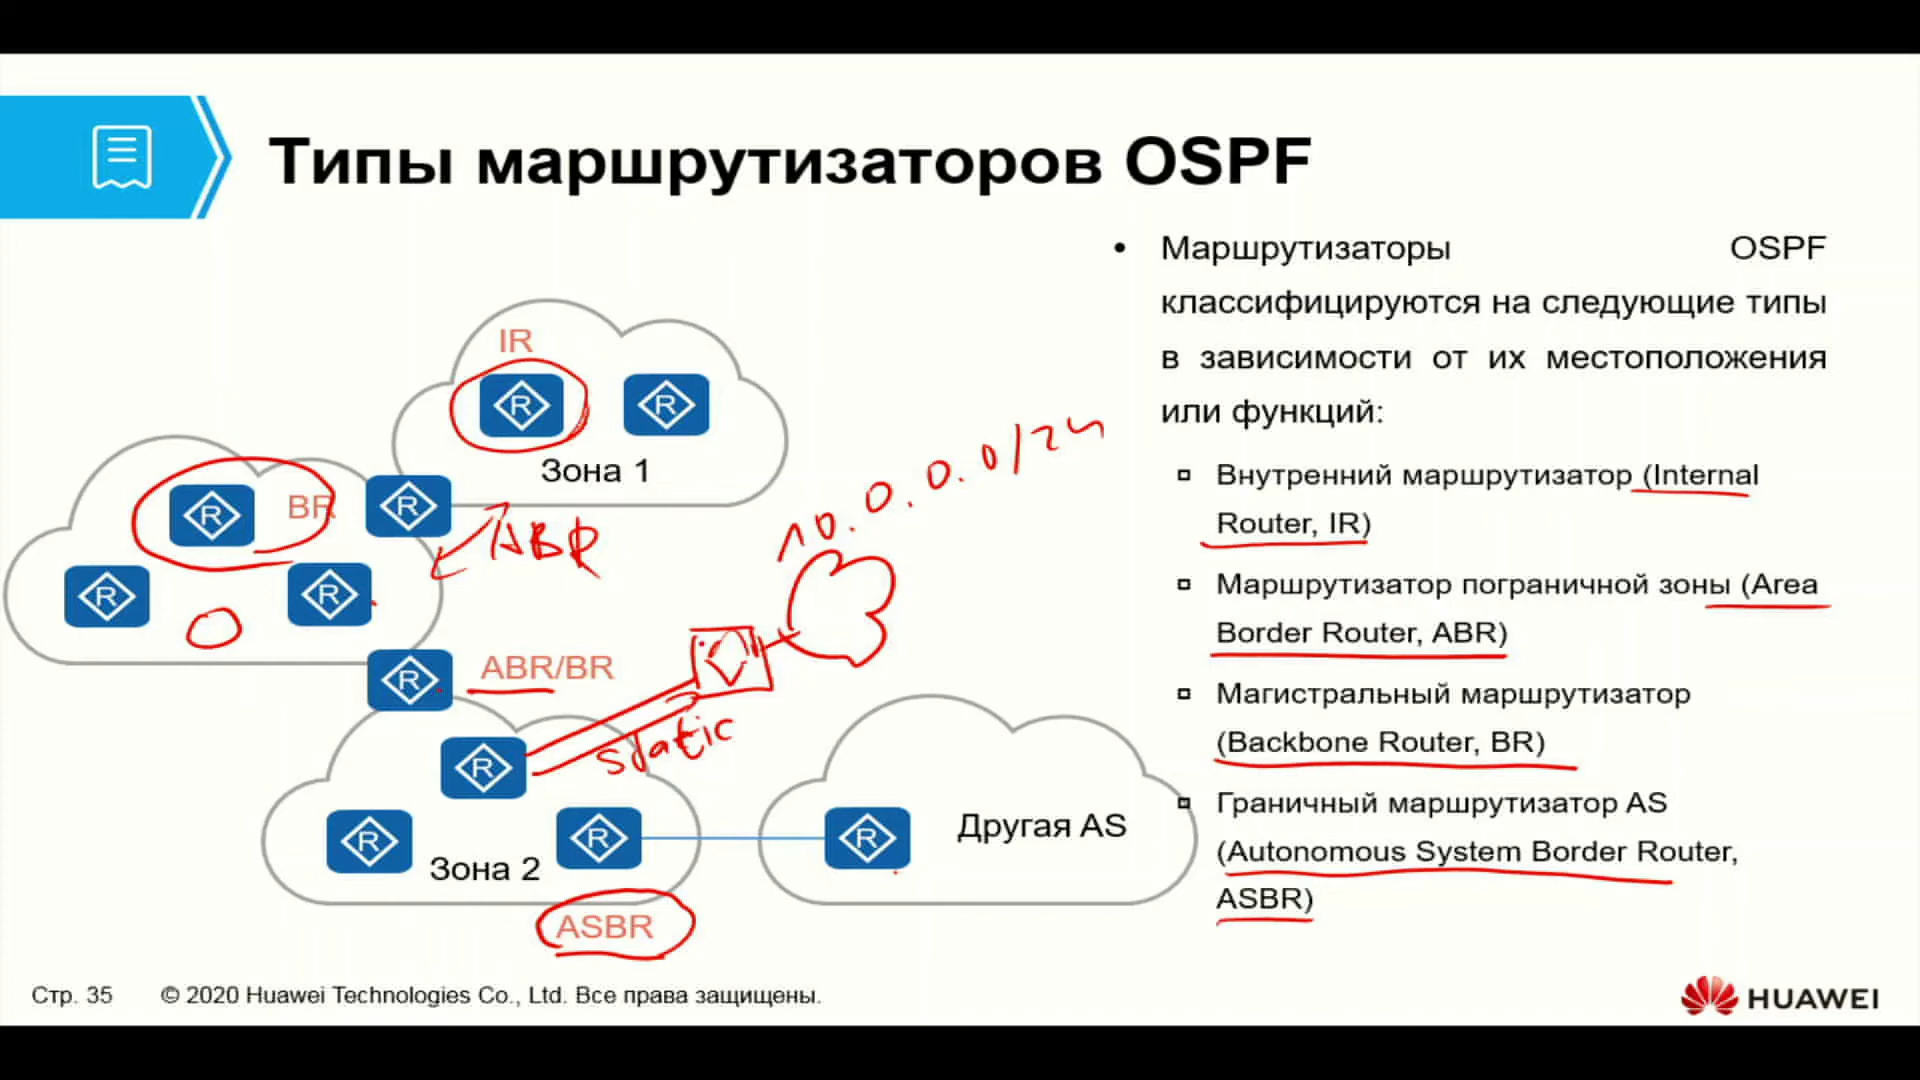 Типы маршрутизаторов OSPF
• Маршрутизаторы OSPF
классифицируются на следующие типы
в зависимости от их местоположения
или функций:
Внутренний маршрутизатор (Internal
Router, IR)
Маршрутизатор пограничной зоны (Area
Border Router, ABR)
Магистральный маршрутизатор
(Backbone Router, BR)
Граничный маршрутизатор AS
(Autonomous System Border Router,
ASBR)
IR
R
R
Зона 1
10.0.0.0/24
R
BR
R
ABR
R
R
R
ABR/BR
static
R
R
R
Зона 2
ASBR
R
Другая AS
Стр. 35
© 2020 Huawei Technologies Co., Ltd. Все права защищены.
HUAWEI